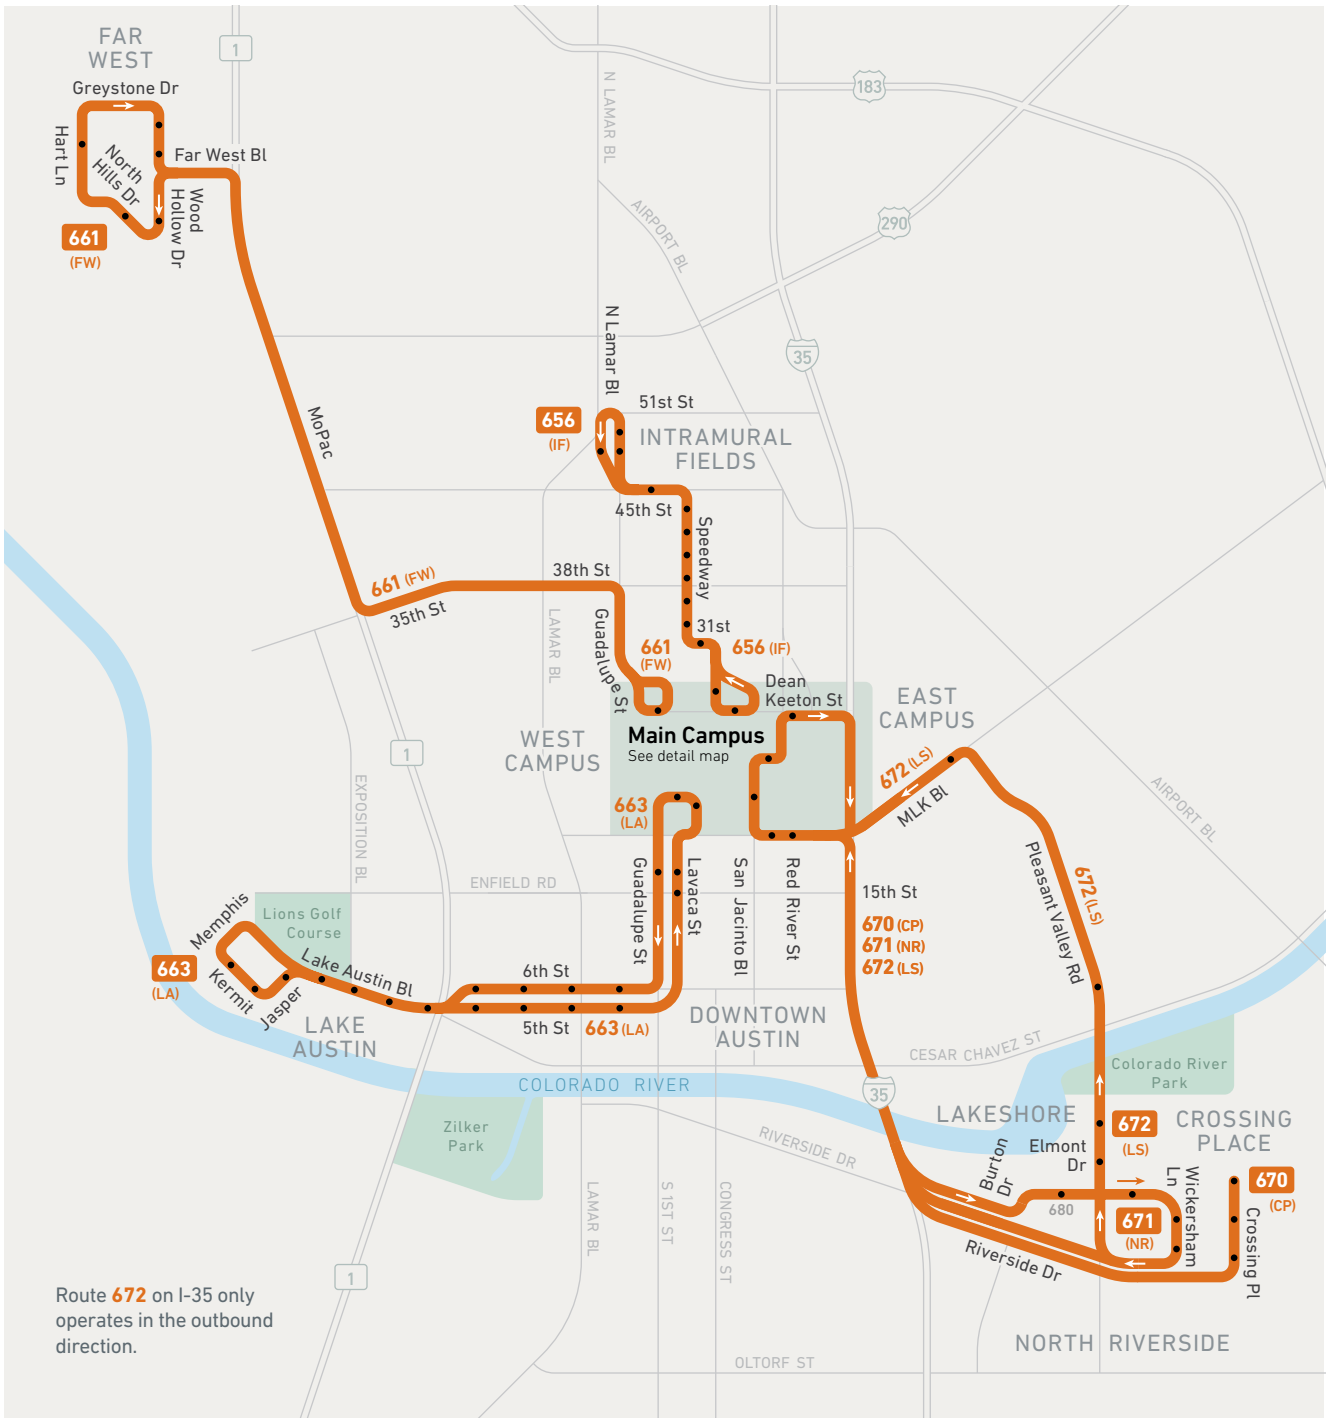 FAR
WEST
1
Greystone Dr
183
N LAMAR BL
Hart Ln
North
Hills Dr
Far West Bl
Wood
Hollow Dr
661
(FW)
AIRPORT BL
290
35
N Lamar Bl
51st St
656
(IF)
INTRAMURAL
FIELDS
MoPac
45th St
Speedway
661 (FW)
38th St
35th St
LAMAR BL
Guadalupe St
31st
661
(FW)
656 (IF)
Dean
Keeton St
EAST
CAMPUS
WEST
CAMPUS
Main Campus
See detail map
1
672 (LS)
MLK Bl
AIRPORT BL
EXPOSITION BL
663
(LA)
Pleasant Valley Rd
672 (LS)
Guadalupe St
Lavaca St
San Jacinto Bl
Red River St
ENFIELD RD
15th St
670 (CP)
671 (NR)
672 (LS)
Lions Golf
Course
Memphis
663
(LA)
Kermit
Jasper
Lake Austin Bl
6th St
5th St
663 (LA)
LAKE
AUSTIN
DOWNTOWN
AUSTIN
CESAR CHAVEZ ST
COLORADO RIVER
35
Colorado River
Park
LAKESHORE
CROSSING
PLACE
Zilker
Park
RIVERSIDE DR
Burton
Dr
Elmont
Dr
672
(LS)
Wickersham
Ln
670
(CP)
LAMAR BL
S 1ST ST
CONGRESS ST
680
671
(NR)
Crossing Pl
Riverside Dr
1
Route 672 on I-35 only
operates in the outbound
direction.
NORTH RIVERSIDE
OLTORF ST